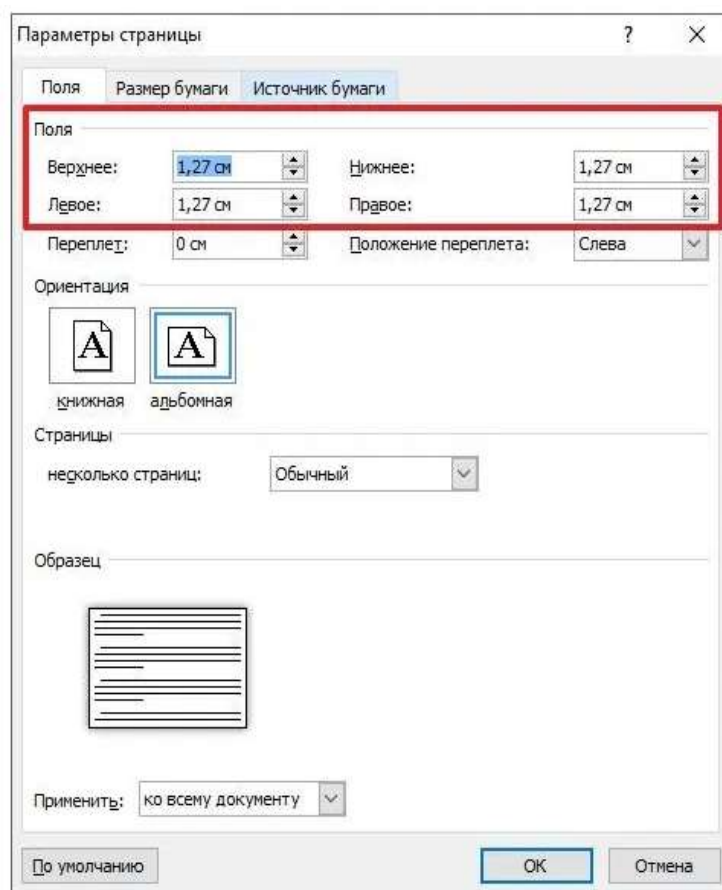 Параметры страницы ?
Поля Размер бумаги Источник бумаги
Поля
Верхнее: 1,27 см Нижнее: 1,27 см
Левое: 1,27 см Правое: 1,27 см
Переплет: 0 см Положение переплета: Слева
Ориентация
A A
книжная альбомная
Страницы
несколько страниц: Обычный
Образец
Применить: ко всему документу
По умолчанию ОК Отмена